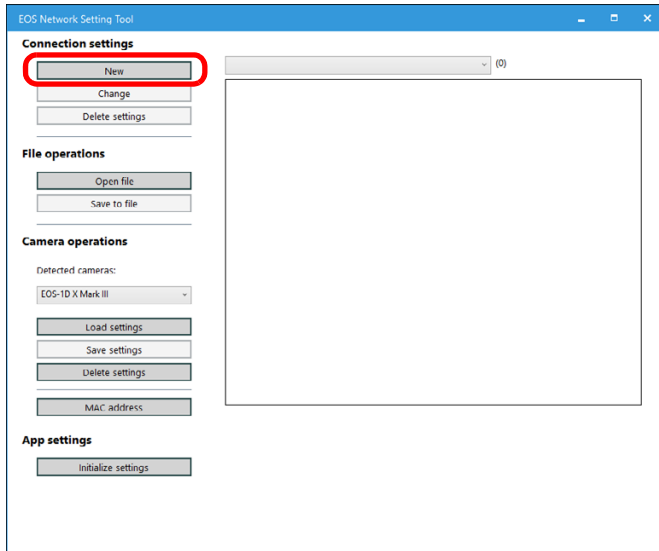 EOS Network Setting Tool
Connection settings
New
(0)
Change
Delete settings
File operations
Open file
Save to file
Camera operations
Detected cameras:
EOS-1D X Mark III
Load settings
Save settings
Delete settings
MAC address
App settings
Initialize settings